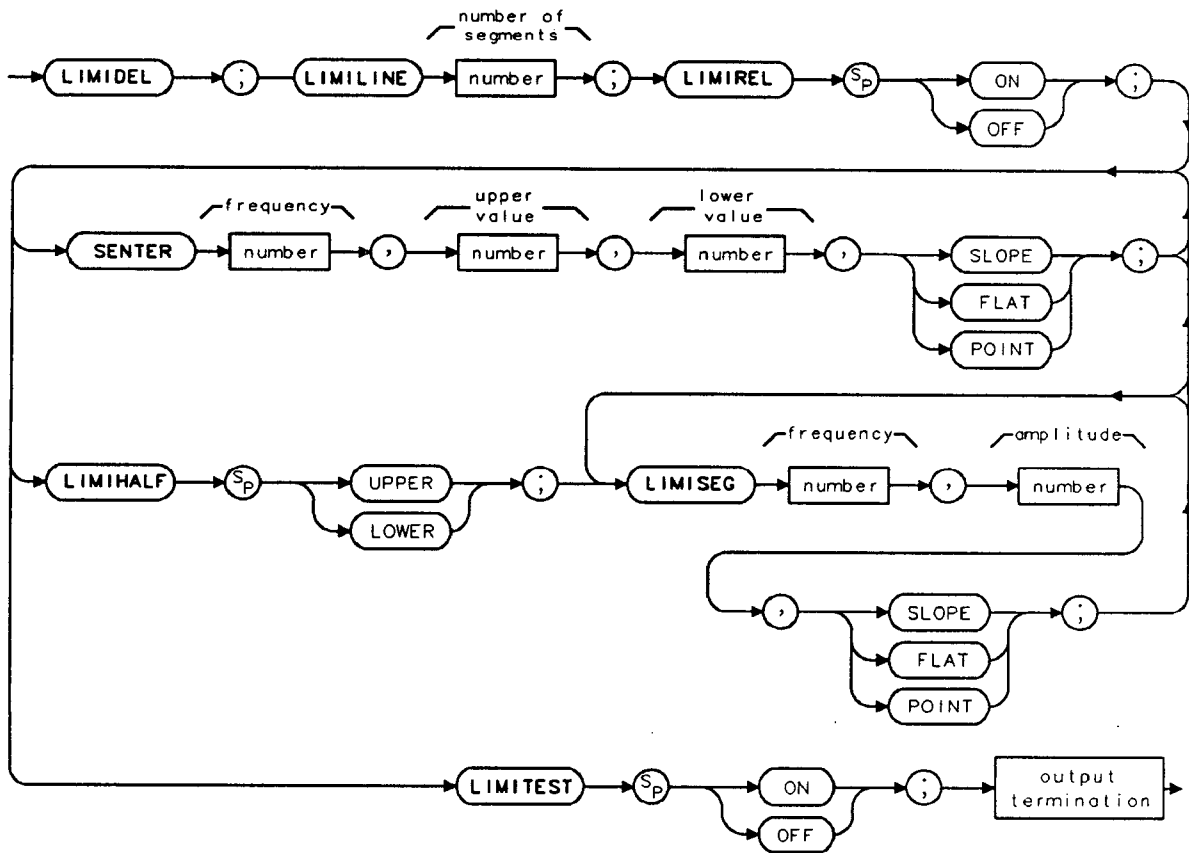 number of
segments
LIMIDEL ; LIMILINE number ; LIMIREL SP ON ;
OFF
frequency upper value lower value
SENTER number , number , number , SLOPE ;
FLAT
POINT
frequency amplitude
LIMIHALF SP UPPER ; LIMISEG number , number
LOWER
, SLOPE ;
FLAT
POINT
LIMITEST SP ON ; output
OFF termination